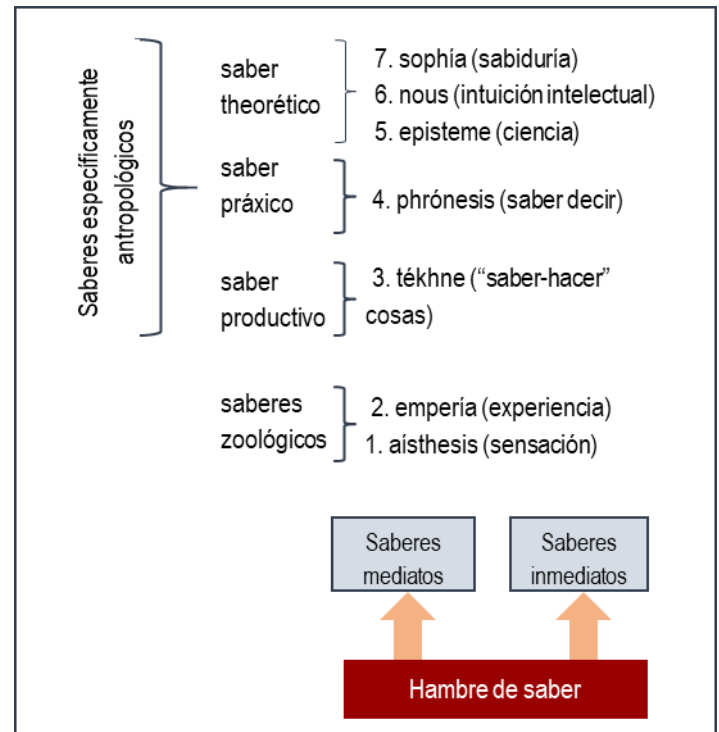 Saberes específicamente
antropológicos
saber
theorético
7. sophía (sabiduría)
6. nous (intuición intelectual)
5. episteme (ciencia)
saber
práxico
4. phrónesis (saber decir)
saber
productivo
3. tékhne (“saber-hacer”
cosas)
saberes
zoológicos
2. empería (experiencia)
1. aísthesis (sensación)
Saberes
mediatos
Saberes
inmediatos
Hambre de saber